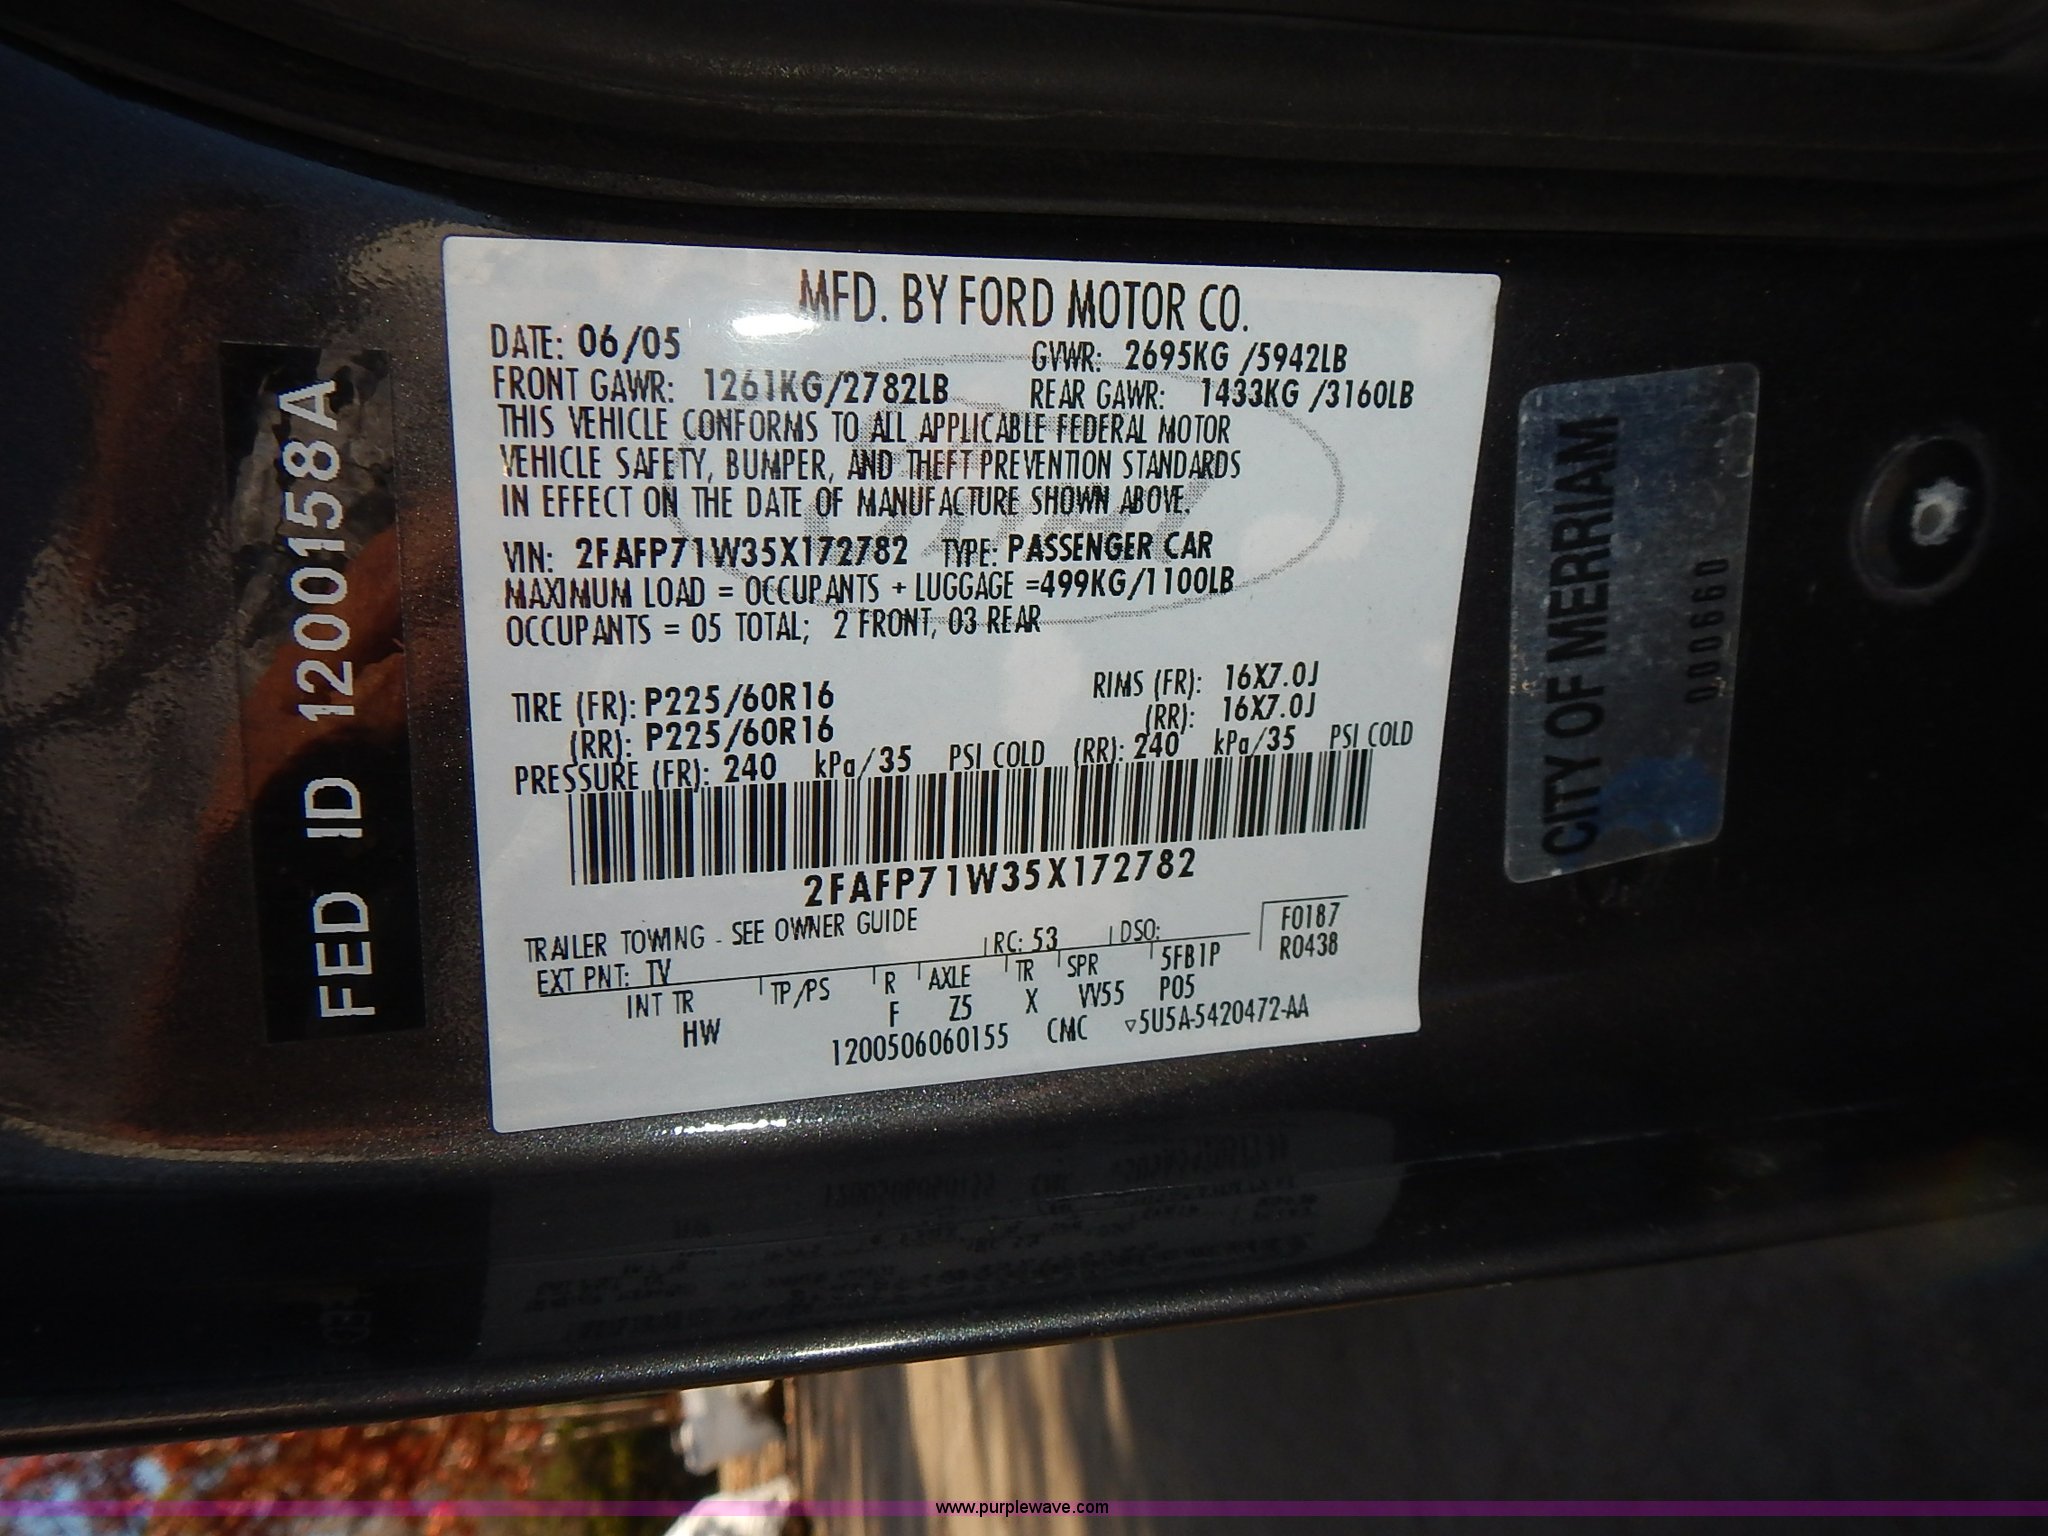 MFD. BY FORD MOTOR CO.
DATE: 06/05
GVWR: 2695KG /5942LB
FRONT GAWR: 1261KG/2782LB
REAR GAWR: 1433KG /3160LB
THIS VEHICLE CONFORMS TO ALL APPLICABLE FEDERAL MOTOR
VEHICLE SAFETY, BUMPER, AND THEFT PREVENTION STANDARDS
IN EFFECT ON THE DATE OF MANUFACTURE SHOWN ABOVE.
VIN: 2FAFP71W35X172782 TYPE: PASSENGER CAR
MAXIMUM LOAD = OCCUPANTS + LUGGAGE =499KG/1100LB
OCCUPANTS = 05 TOTAL; 2 FRONT, 03 REAR
TIRE (FR): P225/60R16 RIMS (FR): 16X7.0J
(RR): P225/60R16 (RR): 16X7.0J
PRESSURE (FR): 240 kPa/35 PSI COLD (RR): 240 kPa/35 PSI COLD
2FAFP71W35X172782
TRAILER TOWING - SEE OWNER GUIDE
F0187
R0438
EXT PNT: TV RC: 53 DSO:
INT TR TP/PS R AXLE TR SPR 5FB1P
HW F Z5 X VV55 P05
1200506060155 CMC ▽5U5A-5420472-AA
FED ID 1200158A
CITY OF MERRIAM
000660
www.purplewave.com